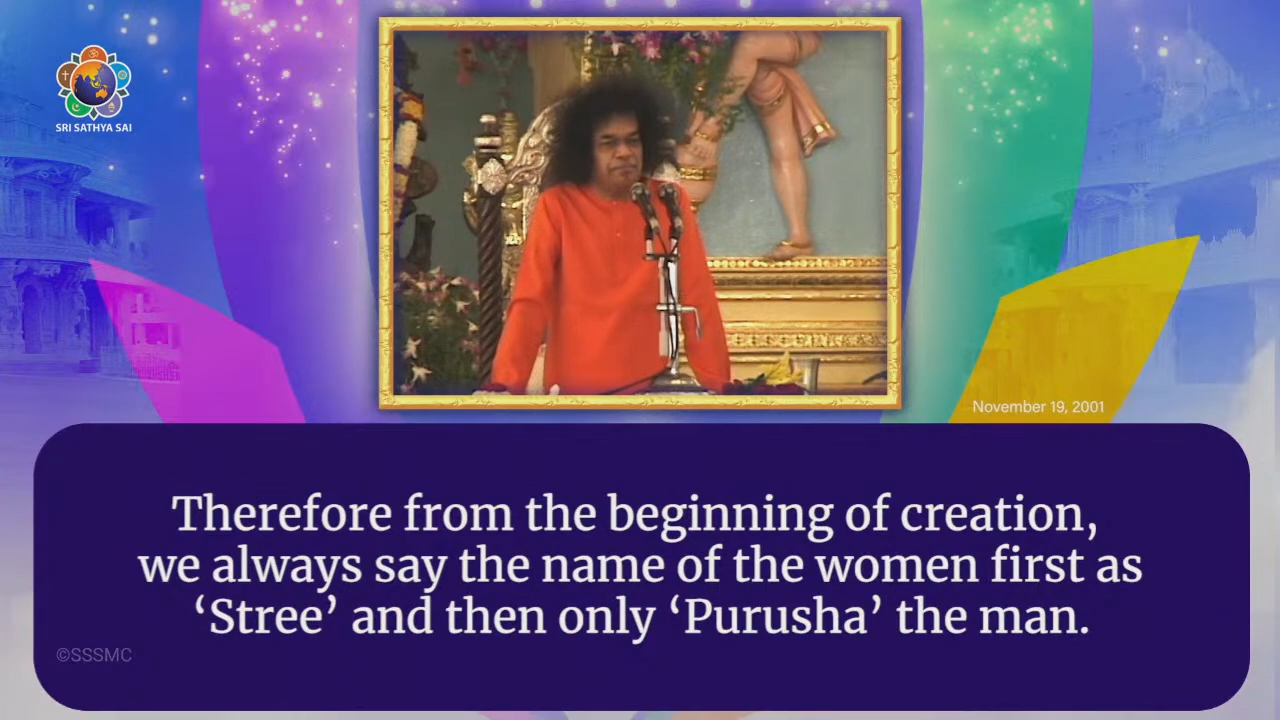 SRI SATHYA SAI
November 19, 2001
Therefore from the beginning of creation,
we always say the name of the women first as
‘Stree’ and then only ‘Purusha’ the man.
©SSSMC